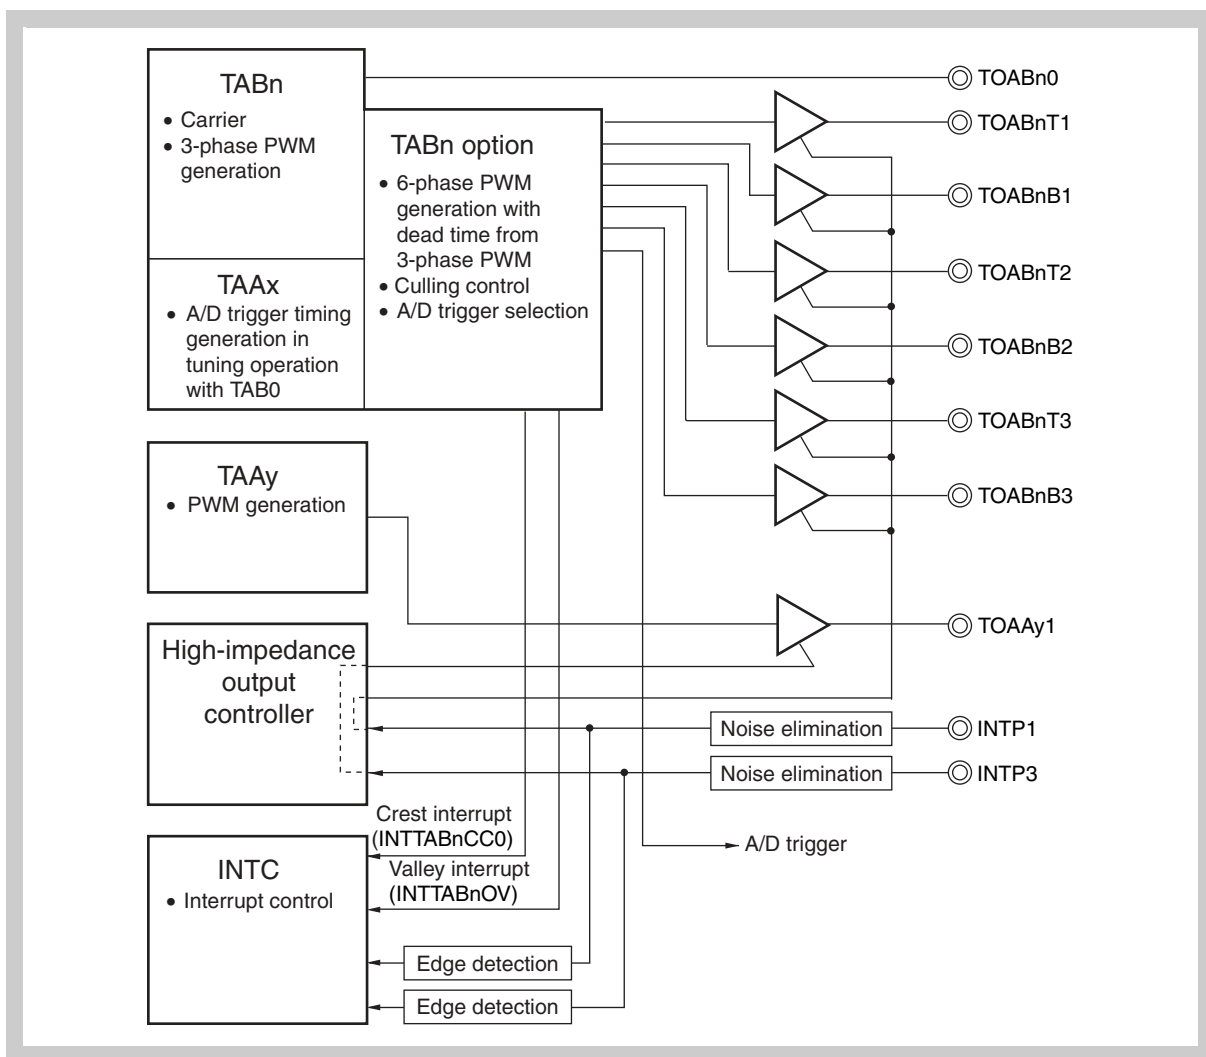 TABn
• Carrier
• 3-phase PWM
generation
TABn option
• 6-phase PWM
generation with
dead time from
3-phase PWM
• Culling control
• A/D trigger selection
TAAx
• A/D trigger timing
generation in
tuning operation
with TAB0
TAAy
• PWM generation
High-impedance
output
controller
INTC
• Interrupt control
Crest interrupt
(INTTABnCC0)
Valley interrupt
(INTTABnOV)
Edge detection
Edge detection
Noise elimination
Noise elimination
A/D trigger
TOABn0
TOABnT1
TOABnB1
TOABnT2
TOABnB2
TOABnT3
TOABnB3
TOAAy1
INTP1
INTP3